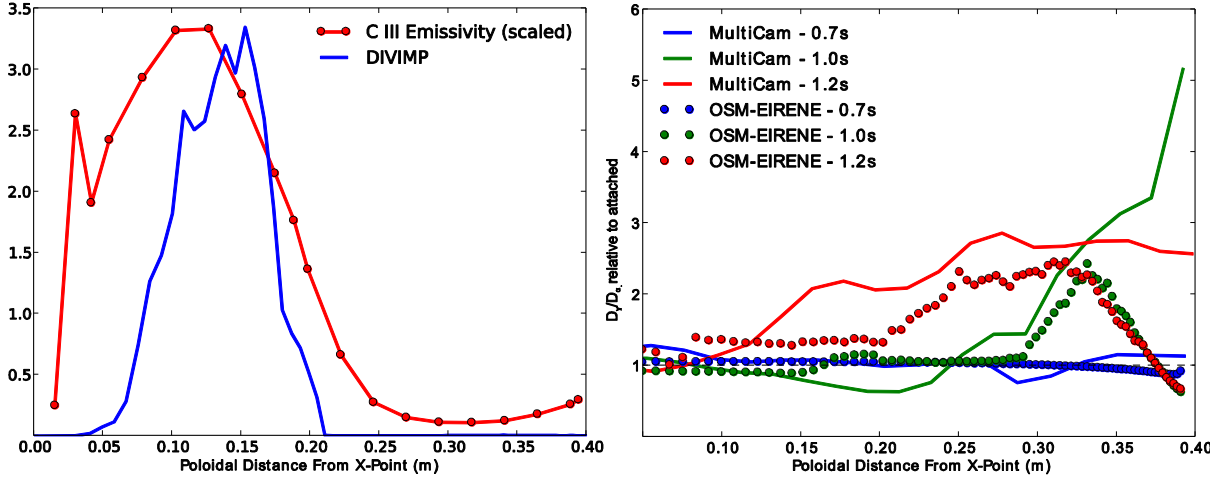 3.5
3.0
2.5
2.0
1.5
1.0
0.5
0.00
0.05
0.10
0.15
0.20
0.25
0.30
0.35
0.40
Poloidal Distance From X-Point (m)
C III Emissivity (scaled)
DIVIMP
6
5
4
3
2
1
0.10
0.15
0.20
0.25
0.30
0.35
0.40
Poloidal Distance From X-Point (m)
Dγ/Dα relative to attached
MultiCam - 0.7s
MultiCam - 1.0s
MultiCam - 1.2s
OSM-EIRENE - 0.7s
OSM-EIRENE - 1.0s
OSM-EIRENE - 1.2s